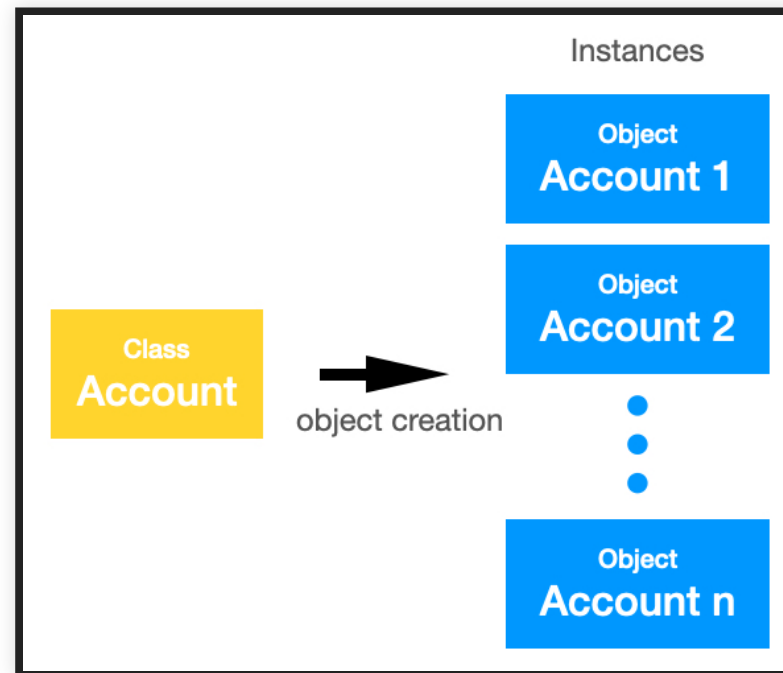 Instances
Object
Account 1
Object
Account 2
Class
Account
object creation
Object
Account n